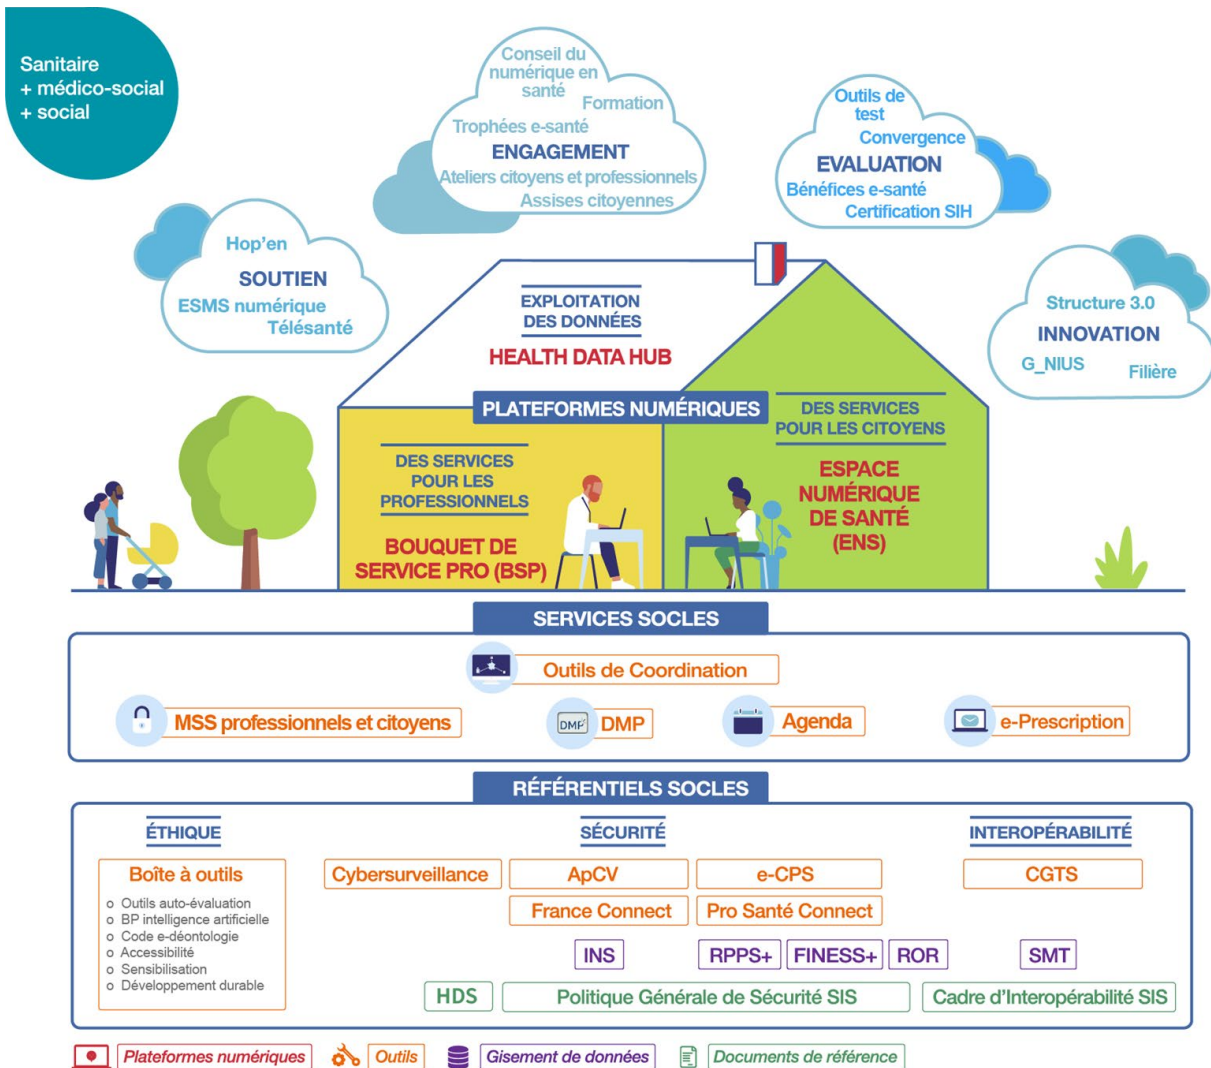 Sanitaire
+ médico-social
+ social
Conseil du
numérique en
santé
Formation
Trophées e-santé
ENGAGEMENT
Ateliers citoyens et professionnels
Assises citoyennes
Outils de
test
Convergence
EVALUATION
Bénéfices e-santé
Certification SIH
Hop'en
SOUTIEN
ESMS numérique
Télésanté
Structure 3.0
INNOVATION
G_NIUS
Filière
EXPLOITATION
DES DONNÉES
HEALTH DATA HUB
PLATEFORMES NUMÉRIQUES
DES SERVICES
POUR LES CITOYENS
ESPACE
NUMÉRIQUE
DE SANTÉ
(ENS)
DES SERVICES
POUR LES
PROFESSIONNELS
BOUQUET DE
SERVICE PRO (BSP)
SERVICES SOCLES
Outils de Coordination
MSS professionnels et citoyens
DMP
DMP
Agenda
e-Prescription
RÉFÉRENTIELS SOCLES
ÉTHIQUE
SÉCURITÉ
INTEROPÉRABILITÉ
Boîte à outils
o Outils auto-évaluation
o BP intelligence artificielle
o Code e-déontologie
o Accessibilité
o Sensibilisation
o Développement durable
Cybersurveillance
ApCV
e-CPS
CGTS
France Connect
Pro Santé Connect
INS
RPPS+
FINESS+
ROR
SMT
HDS
Politique Générale de Sécurité SIS
Cadre d'Interopérabilité SIS
Plateformes numériques
Outils
Gisement de données
Documents de référence